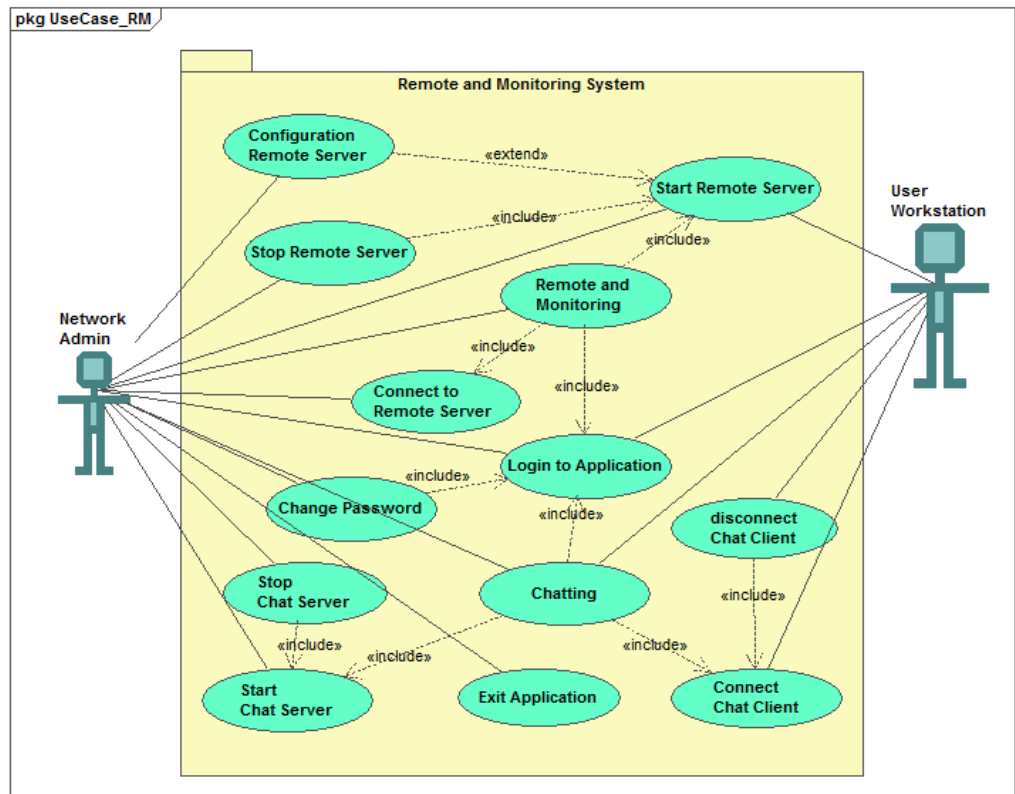 pkg UseCase_RM
Remote and Monitoring System
Configuration
Remote Server
«extend»
Start Remote Server
User
Workstation
«include»
«include»
Stop Remote Server
Remote and
Monitoring
Network
Admin
«include»
Connect to
Remote Server
«include»
Login to Application
«include»
Change Password
«include»
disconnect
Chat Client
Stop
Chat Server
Chatting
«include»
«include»
«include»
«include»
Start
Chat Server
Exit Application
Connect
Chat Client